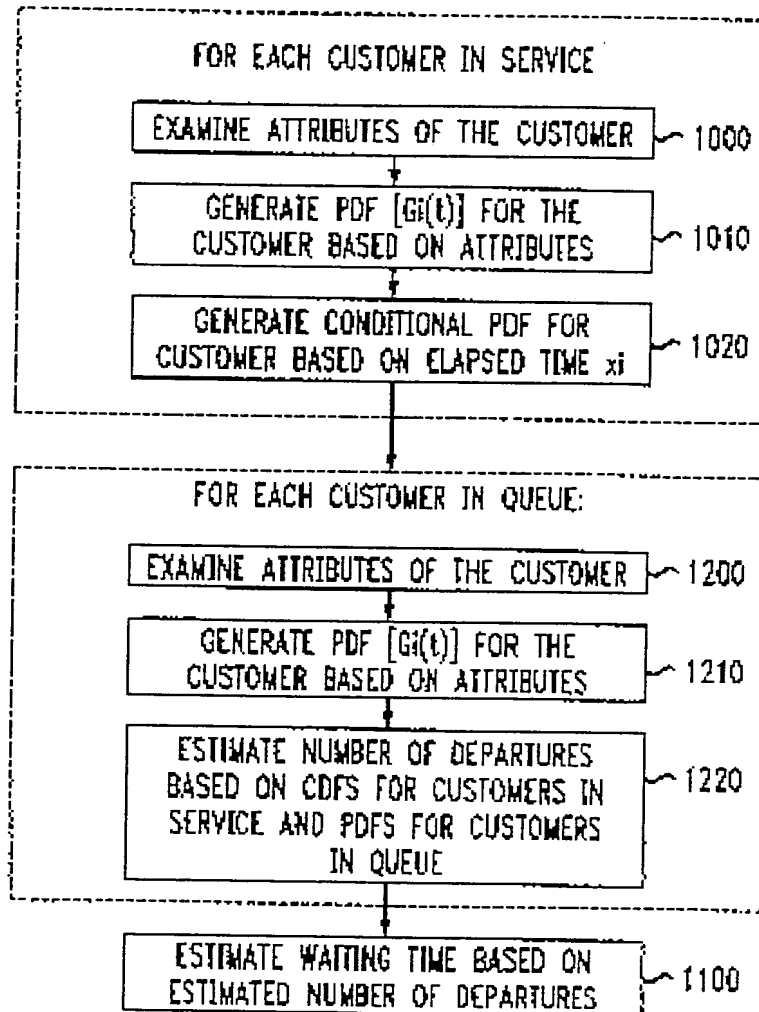 FOR EACH CUSTOMER IN SERVICE
EXAMINE ATTRIBUTES OF THE CUSTOMER
1000
GENERATE PDF [Gi(t)] FOR THE
CUSTOMER BASED ON ATTRIBUTES
1010
GENERATE CONDITIONAL PDF FOR
CUSTOMER BASED ON ELAPSED TIME xi
1020
FOR EACH CUSTOMER IN QUEUE:
EXAMINE ATTRIBUTES OF THE CUSTOMER
1200
GENERATE PDF [Gi(t)] FOR THE
CUSTOMER BASED ON ATTRIBUTES
1210
ESTIMATE NUMBER OF DEPARTURES
BASED ON CDFS FOR CUSTOMERS IN
SERVICE AND PDFS FOR CUSTOMERS
IN QUEUE
1220
ESTIMATE WAITING TIME BASED ON
ESTIMATED NUMBER OF DEPARTURES
1100